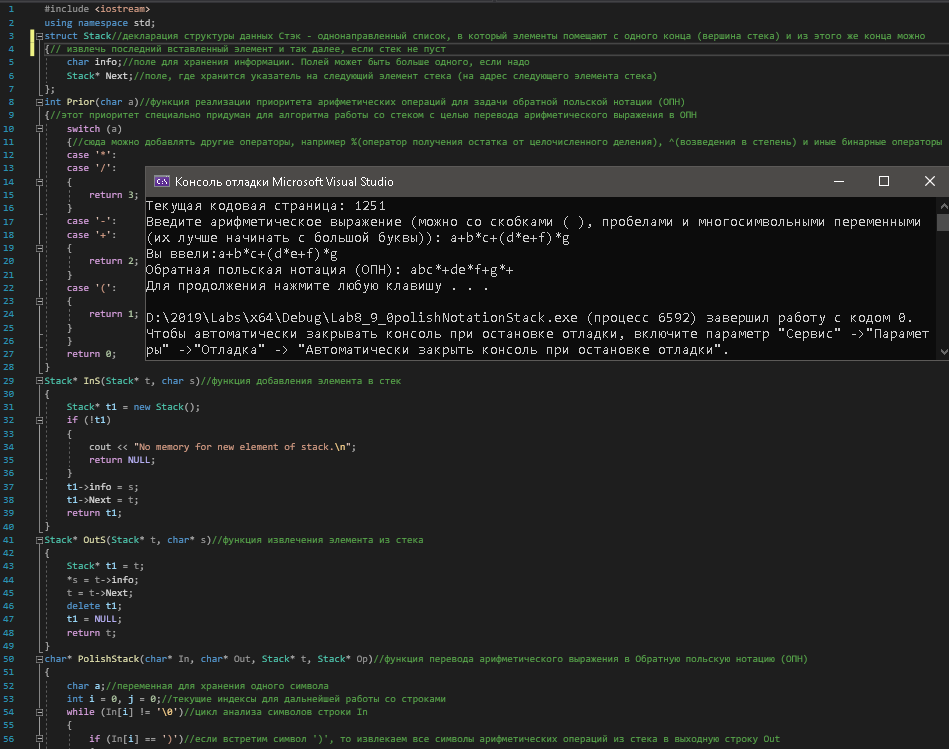 1 #include <iostream>
2 using namespace std;
3 struct Stack//декларация структуры данных Стэк - однонаправленный список, в который элементы помещают с одного конца (вершина стека) и из этого же конца можно
4 {// извлечь последний вставленный элемент и так далее, если стек не пуст
5 char info;//поле для хранения информации. Полей может быть больше одного, если надо
6 Stack* Next;//поле, где хранится указатель на следующий элемент стека (на адрес следующего элемента стека)
7 };
8 int Prior(char a)//функция реализации приоритета арифметических операций для задачи обратной польской нотации (ОПН)
9 {//этот приоритет специально придуман для алгоритма работы со стеком с целью перевода арифметического выражения в ОПН
10 switch (a)
11 {//сюда можно добавлять другие операторы, например %(оператор получения остатка от целочисленного деления), ^(возведения в степень) и иные бинарные операторы
12 case '*':
13 case '/':
14 {
15 return 3;
16 }
17 case '-':
18 case '+':
19 {
20 return 2;
21 }
22 case '(':
23 {
24 return 1;
25 }
26 }
27 return 0;
28 }
Консоль отладки Microsoft Visual Studio
Текущая кодовая страница: 1251
Введите арифметическое выражение (можно со скобками ( ), пробелами и многосимвольными переменными
(их лучше начинать с большой буквы)): a+b*c+(d*e+f)*g
Вы ввели:a+b*c+(d*e+f)*g
Обратная польская нотация (ОПН): abc*+de*f+g*+
Для продолжения нажмите любую клавишу . . .
D:\2019\Labs\x64\Debug\Lab8_9_0polishNotationStack.exe (процесс 6592) завершил работу с кодом 0.
Чтобы автоматически закрывать консоль при остановке отладки, включите параметр "Сервис" ->"Парамет
ры" ->"Отладка" -> "Автоматически закрыть консоль при остановке отладки".
29 Stack* InS(Stack* t, char s)//функция добавления элемента в стек
30 {
31 Stack* t1 = new Stack();
32 if (!t1)
33 {
34 cout << "No memory for new element of stack.\n";
35 return NULL;
36 }
37 t1->info = s;
38 t1->Next = t;
39 return t1;
40 }
41 Stack* OutS(Stack* t, char* s)//функция извлечения элемента из стека
42 {
43 Stack* t1 = t;
44 *s = t->info;
45 t = t->Next;
46 delete t1;
47 t1 = NULL;
48 return t;
49 }
50 char* PolishStack(char* In, char* Out, Stack* t, Stack* Op)//функция перевода арифметического выражения в Обратную польскую нотацию (ОПН)
51 {
52 char a;//переменная для хранения одного символа
53 int i = 0, j = 0;//текущие индексы для дальнейшей работы со строками
54 while (In[i] != '\0')//цикл анализа символов строки In
55 {
56 if (In[i] == ')')//если встретим символ ')', то извлекаем все символы арифметических операций из стека в выходную строку Out